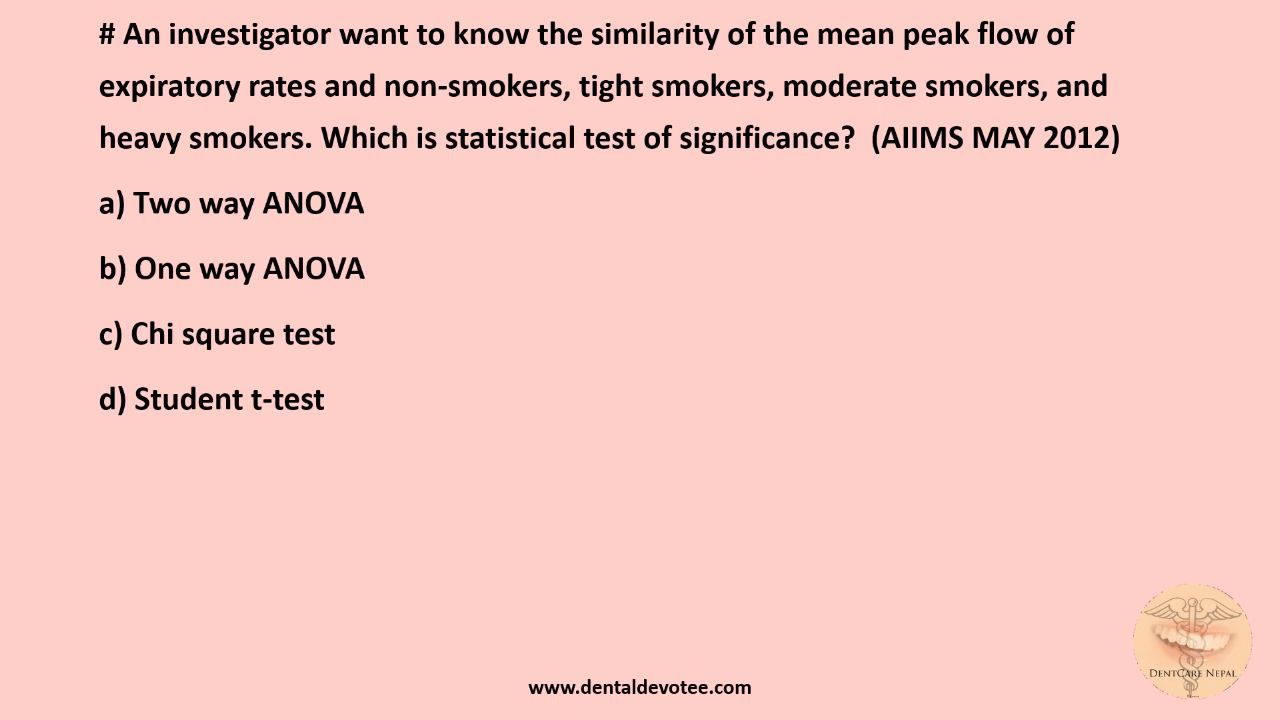 # An investigator want to know the similarity of the mean peak flow of
expiratory rates and non-smokers, tight smokers, moderate smokers, and
heavy smokers. Which is statistical test of significance?  (AIIMS MAY 2012)
a) Two way ANOVA
b) One way ANOVA
c) Chi square test
d) Student t-test
DentCare Nepal
www.dentaldevotee.com